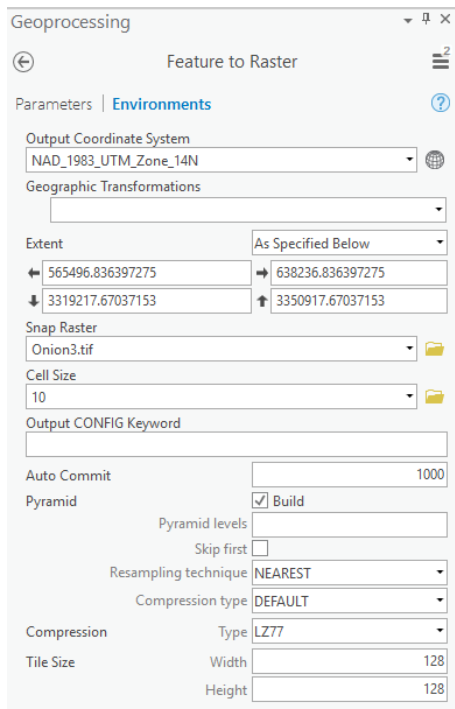 Geoprocessing
Feature to Raster
2
Parameters | Environments
?
Output Coordinate System
NAD_1983_UTM_Zone_14N
Geographic Transformations
Extent As Specified Below
565496.836397275 638236.836397275
3319217.67037153 3350917.67037153
Snap Raster
Onion3.tif
Cell Size
10
Output CONFIG Keyword
Auto Commit 1000
Pyramid Build
Pyramid levels
Skip first
Resampling technique NEAREST
Compression type DEFAULT
Compression Type LZ77
Tile Size Width 128
Height 128